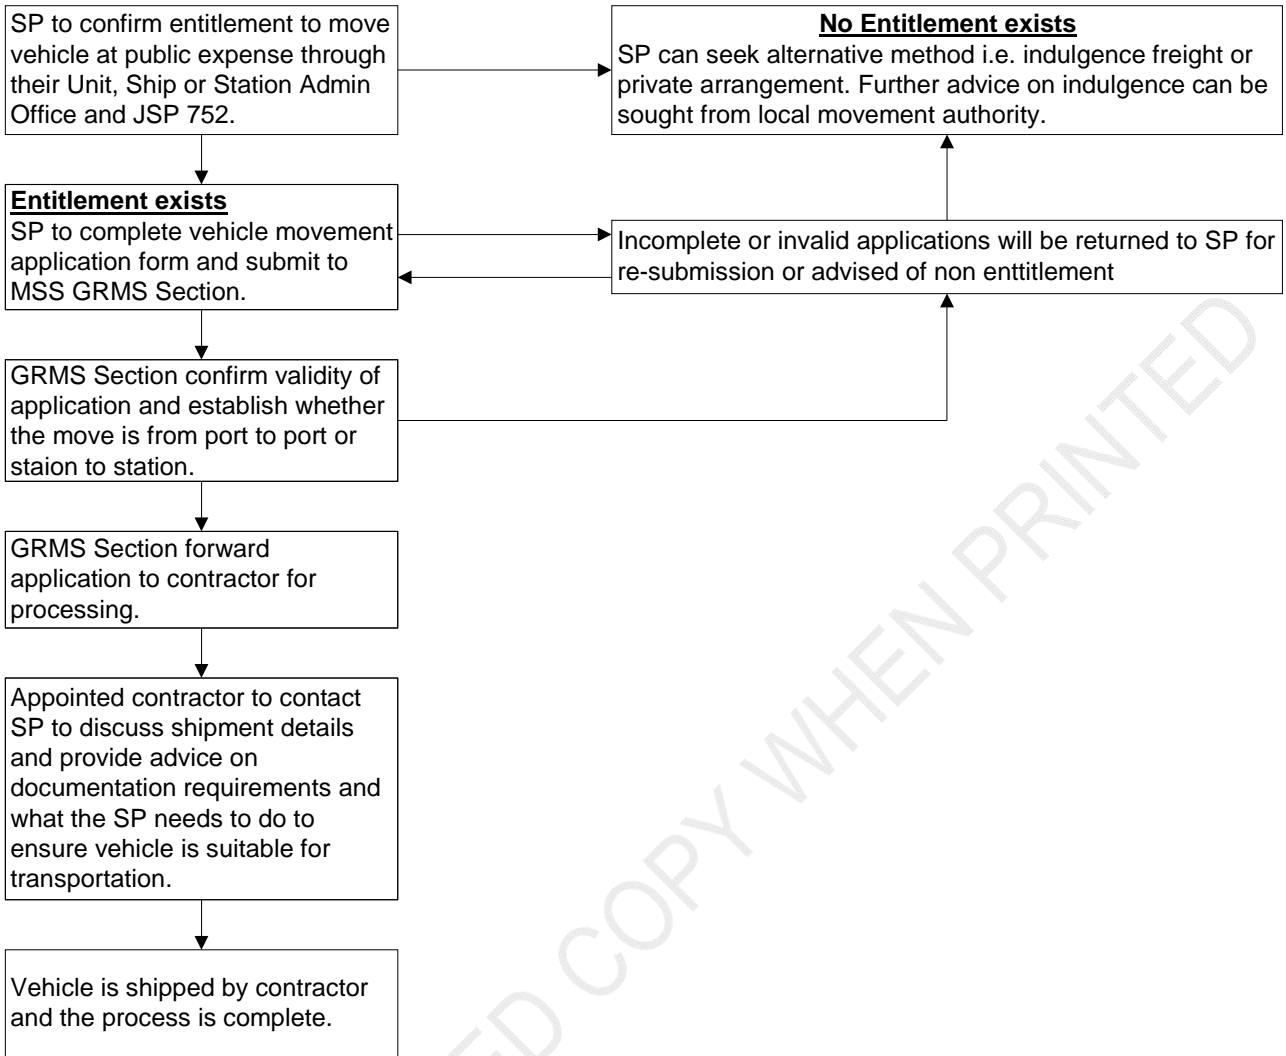 SP to confirm entitlement to move
vehicle at public expense through
their Unit, Ship or Station Admin
Office and JSP 752.
No Entitlement exists
SP can seek alternative method i.e. indulgence freight or
private arrangement. Further advice on indulgence can be
sought from local movement authority.
Entitlement exists
SP to complete vehicle movement
application form and submit to
MSS GRMS Section.
Incomplete or invalid applications will be returned to SP for
re-submission or advised of non enttitlement
GRMS Section confirm validity of
application and establish whether
the move is from port to port or
staion to station.
GRMS Section forward
application to contractor for
processing.
Appointed contractor to contact
SP to discuss shipment details
and provide advice on
documentation requirements and
what the SP needs to do to
ensure vehicle is suitable for
transportation.
Vehicle is shipped by contractor
and the process is complete.
COPY WHEN PRINTED